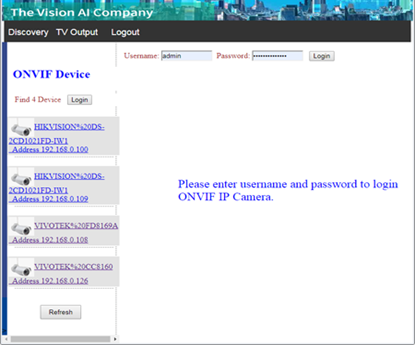 The Vision AI Company
Discovery TV Output Logout
Username: admin Password: •••••••••••••• Login
ONVIF Device
Find 4 Device Login
HIKVISION%20DS-
2CD1021FD-IW1
Address 192.168.0.100
HIKVISION%20DS-
2CD1021FD-IW1
Address 192.168.0.109
VIVOTEK%20FD8169A
Address 192.168.0.108
VIVOTEK%20CC8160
Address 192.168.0.126
Refresh
Please enter username and password to login
ONVIF IP Camera.